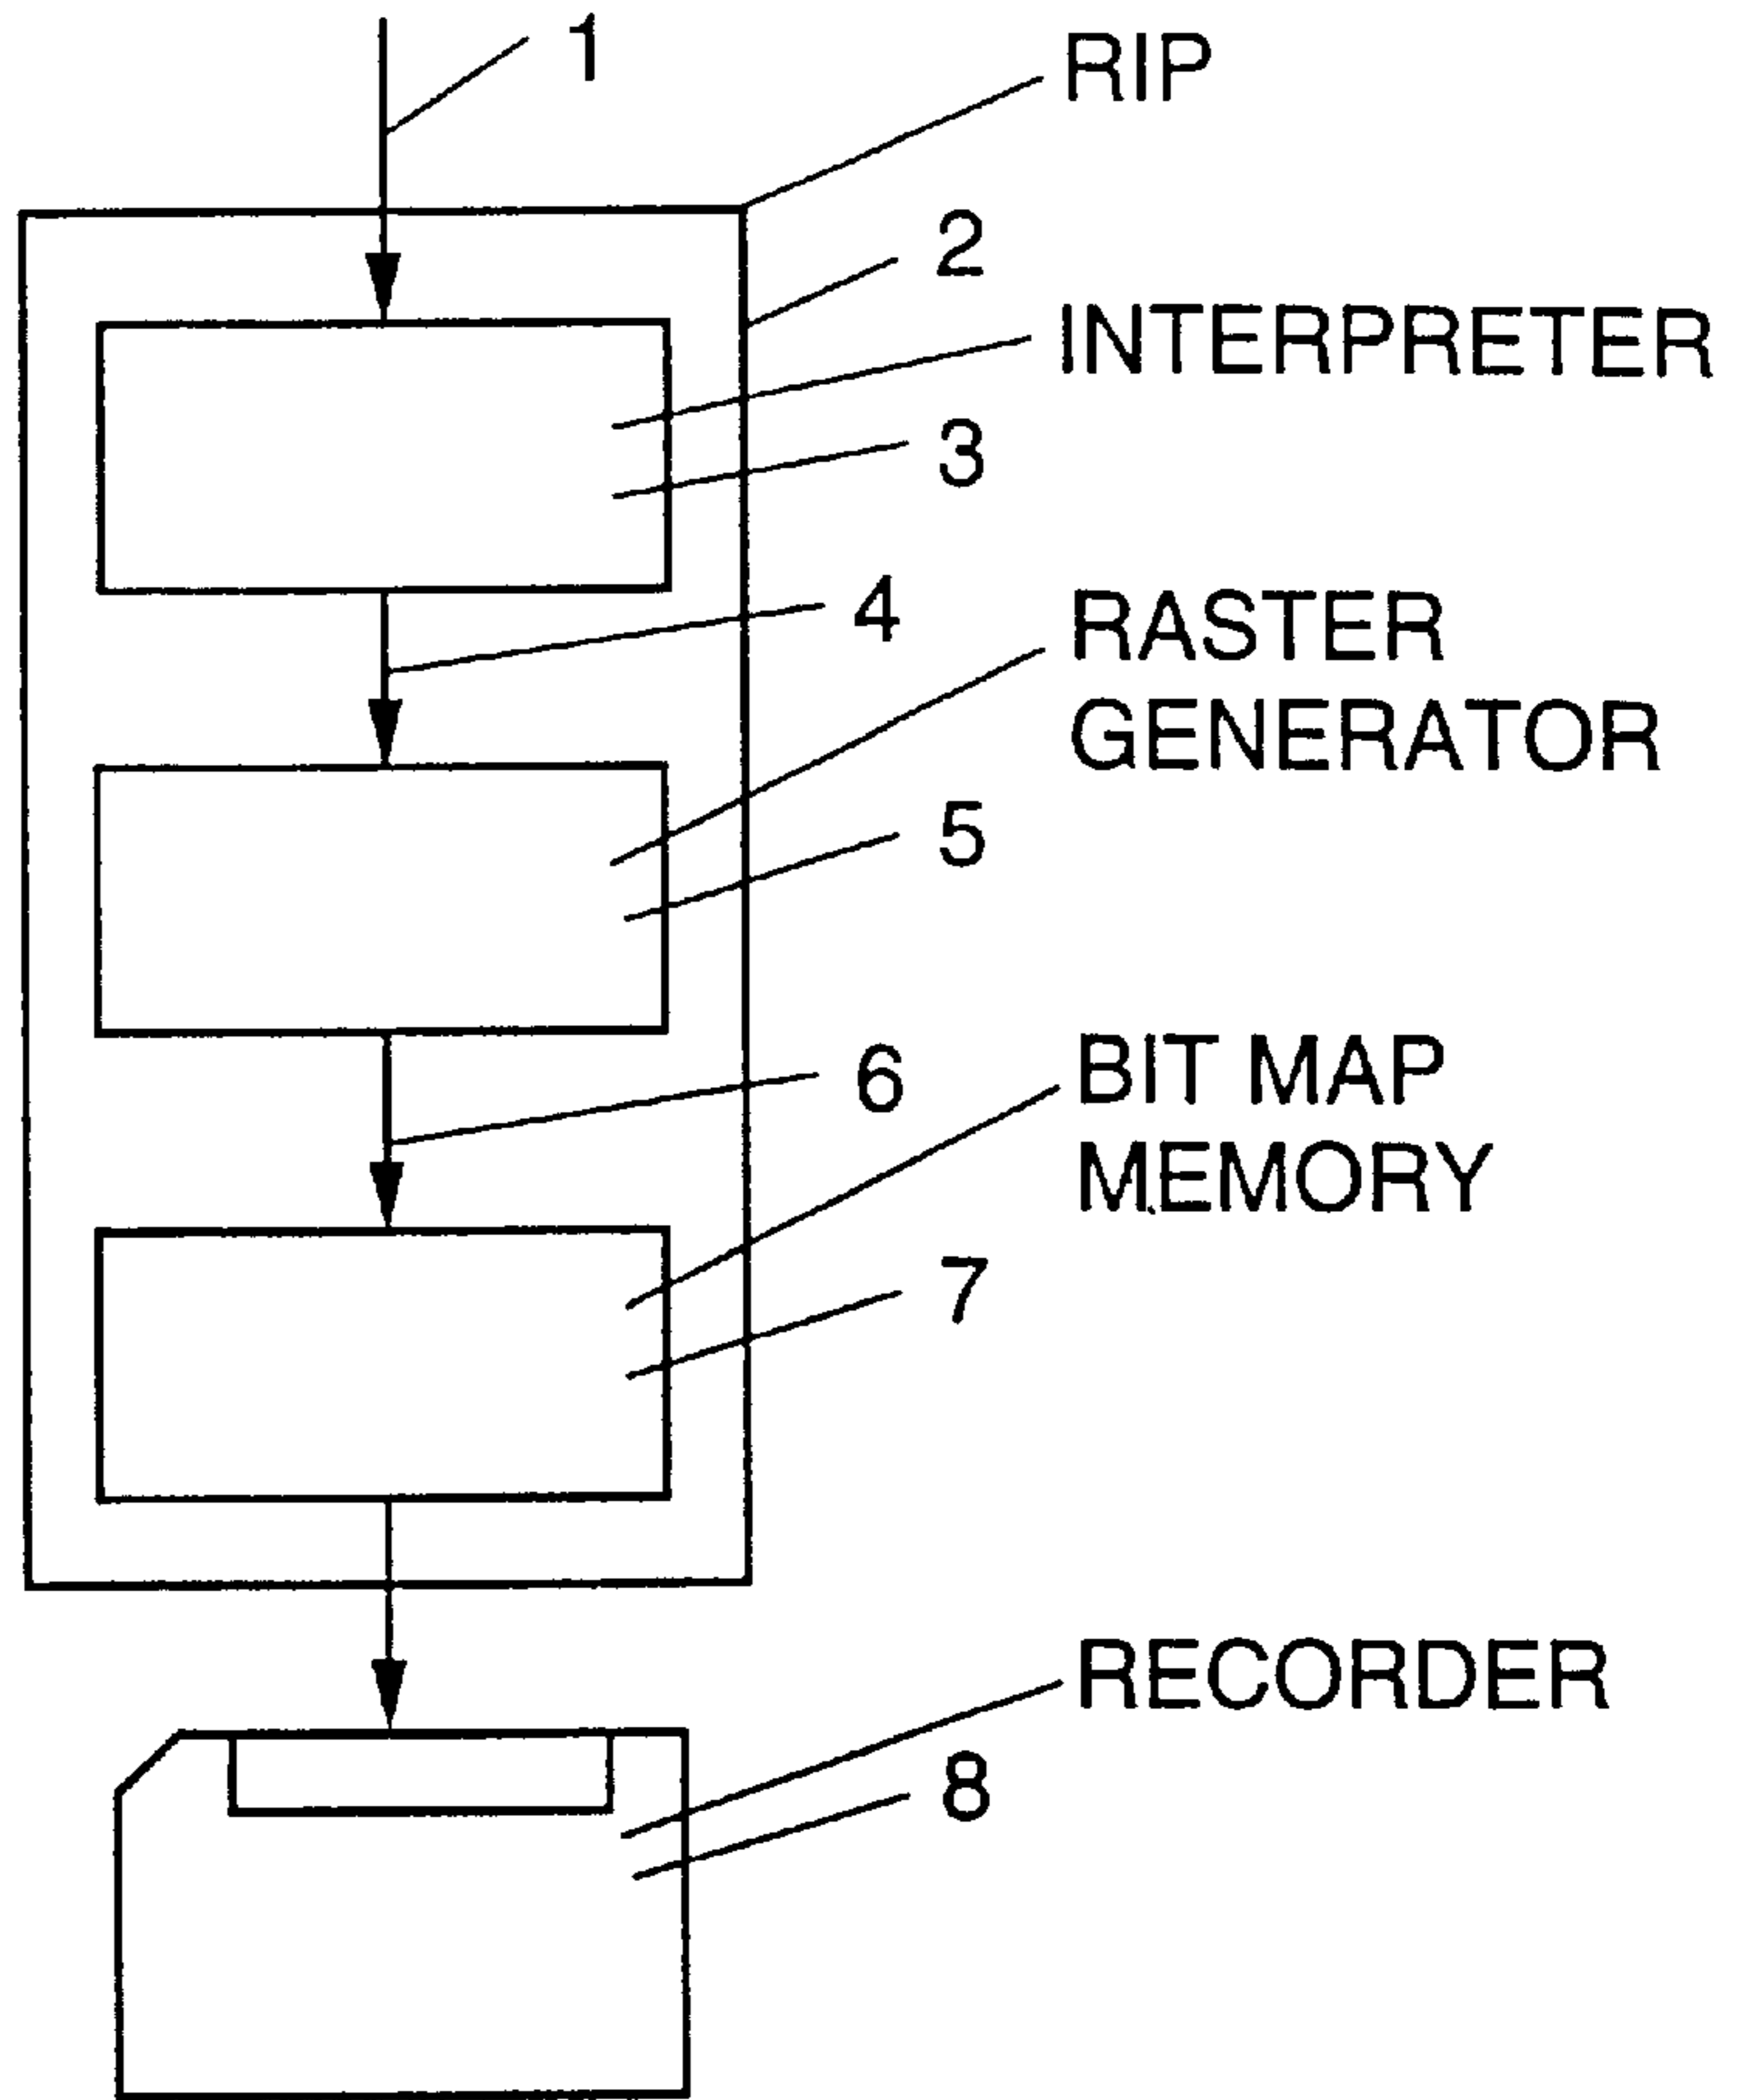 1
RIP
2
INTERPRETER
3
4
RASTER
GENERATOR
5
6
BIT MAP
MEMORY
7
RECORDER
8